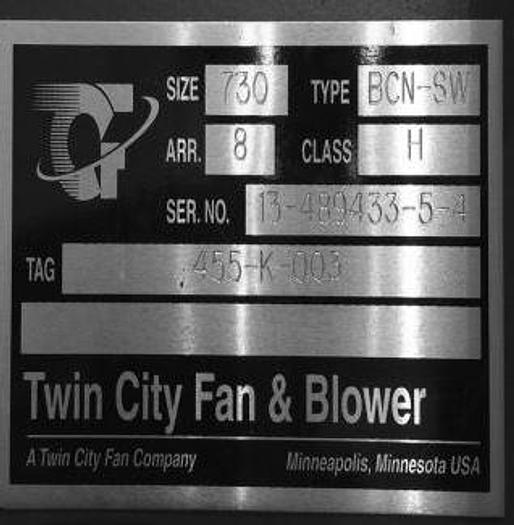 SIZE 730 TYPE BCN-SW
ARR. 8 CLASS H
SER. NO. 13-489433-5-4
TAG 455-K-003
Twin City Fan & Blower
A Twin City Fan Company Minneapolis, Minnesota USA